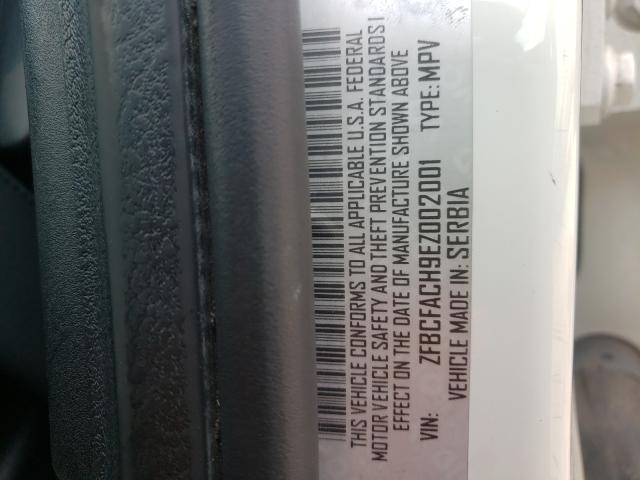 THIS VEHICLE CONFORMS TO ALL APPLICABLE U.S.A. FEDERAL
MOTOR VEHICLE SAFETY AND THEFT PREVENTION STANDARDS I
EFFECT ON THE DATE OF MANUFACTURE SHOWN ABOVE
VIN: ZFBCFACH9EZ002001 TYPE: MPV
VEHICLE MADE IN SERBIA